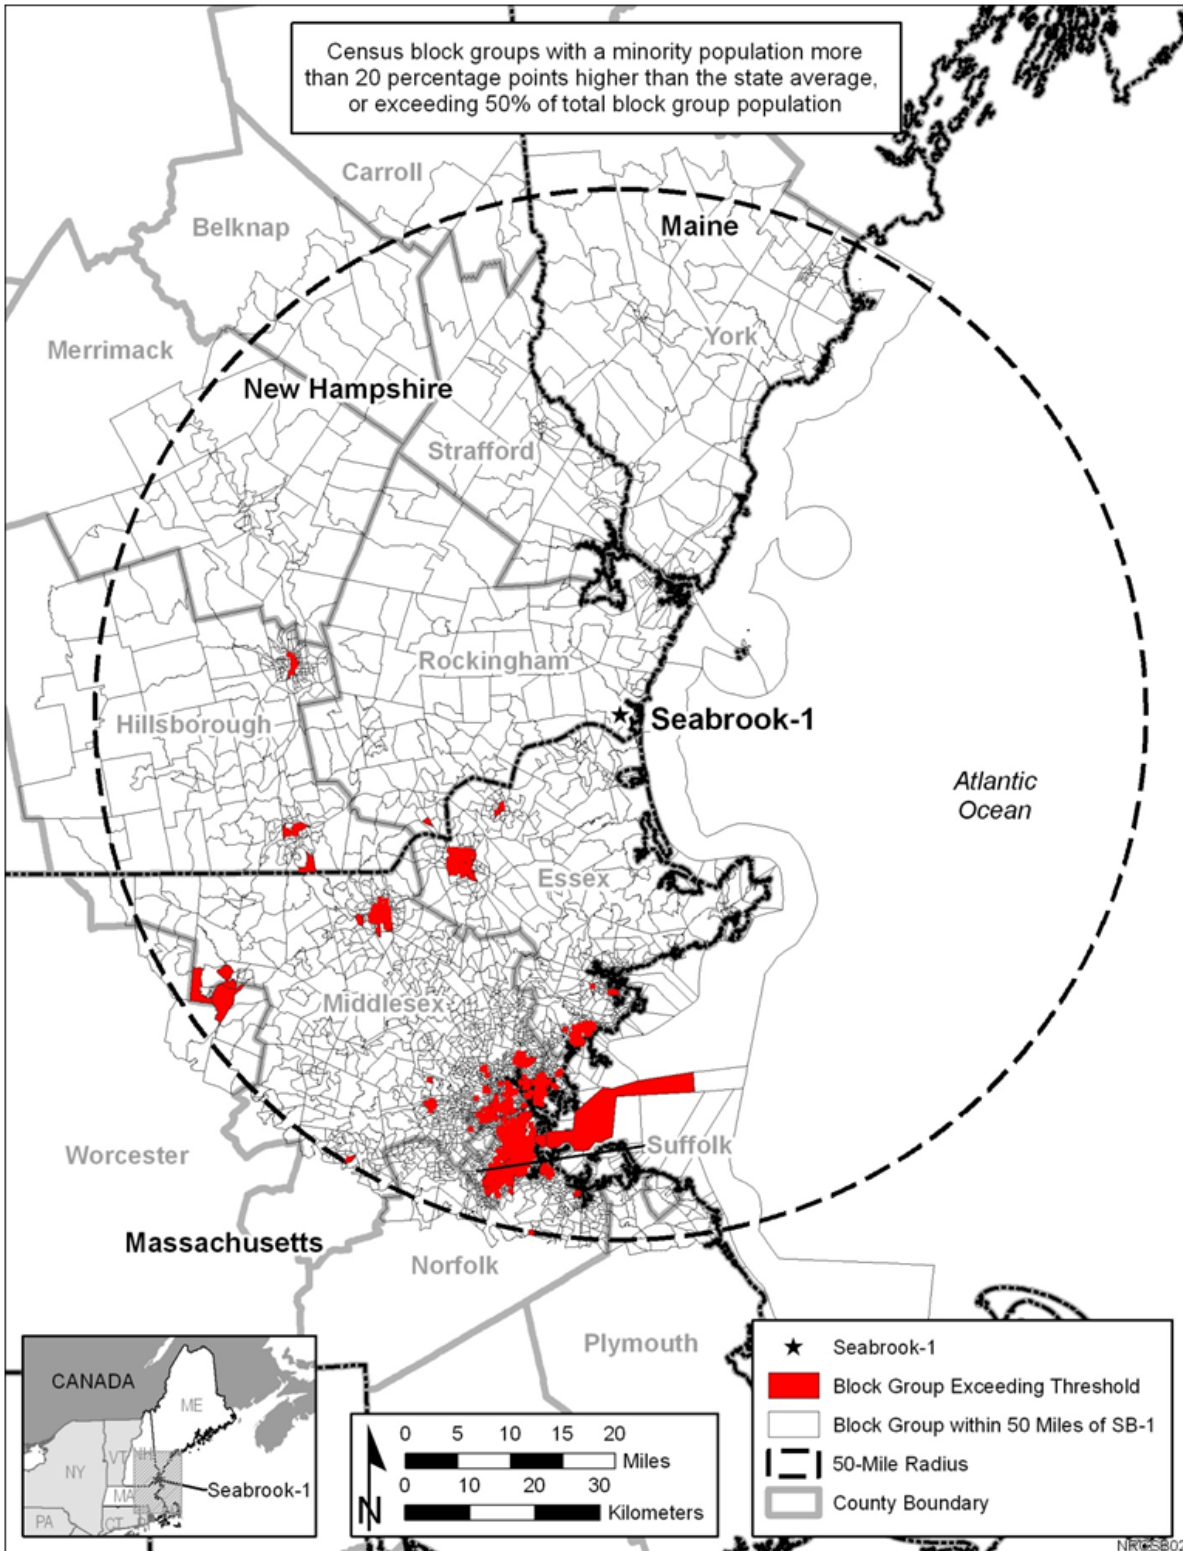 Census block groups with a minority population more
than 20 percentage points higher than the state average,
or exceeding 50% of total block group population
Carroll
Belknap
Maine
York
Merrimack
New Hampshire
Strafford
Rockingham
Hillsborough
Seabrook-1
Atlantic
Ocean
Essex
Middlesex
Suffolk
Worcester
Massachusetts
Norfolk
Plymouth
CANADA
ME
VT
NH
NY
MA
CT
PA
Seabrook-1
0 5 10 15 20
Miles
0 10 20 30
Kilometers
N
Seabrook-1
Block Group Exceeding Threshold
Block Group within 50 Miles of SB-1
50-Mile Radius
County Boundary